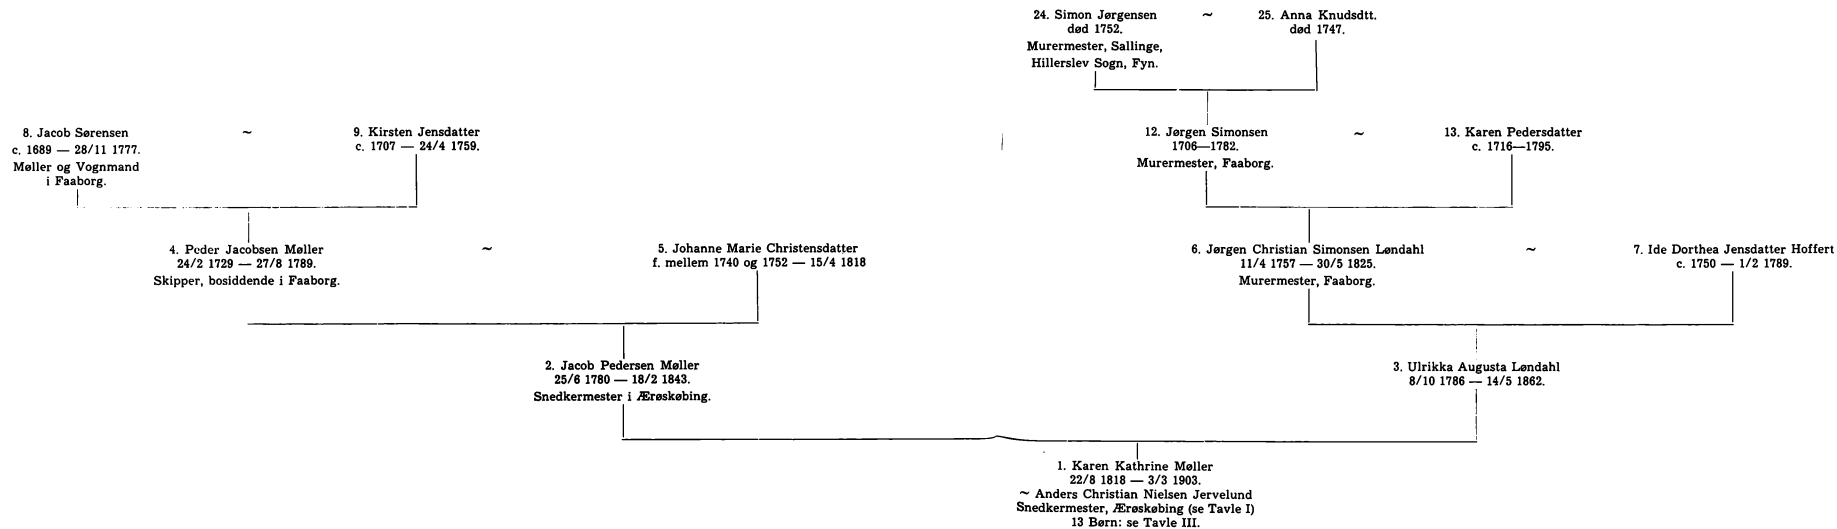 24. Simon Jørgensen ~ 25. Anna Knudsdtt.
død 1752. død 1747.
Murermester, Sallinge,
Hillerslev Sogn, Fyn.
8. Jacob Sørensen ~ 9. Kirsten Jensdatter
c. 1689 — 28/11 1777. c. 1707 — 24/4 1759.
Møller og Vognmand
i Faaborg.
12. Jørgen Simonsen ~ 13. Karen Pedersdatter
1706—1782. c. 1716—1795.
Murermester, Faaborg.
4. Peder Jacobsen Møller ~ 5. Johanne Marie Christensdatter
24/2 1729 — 27/8 1789. f. mellem 1740 og 1752 — 15/4 1818
Skipper, bosiddende i Faaborg.
6. Jørgen Christian Simonsen Løndahl ~ 7. Ide Dorthea Jensdatter Hoffert
11/4 1757 — 30/5 1825. c. 1750 — 1/2 1789.
Murermester, Faaborg.
2. Jacob Pedersen Møller
25/6 1780 — 18/2 1843.
Snedkermester i Ærøskøbing.
3. Ulrikka Augusta Løndahl
8/10 1786 — 14/5 1862.
1. Karen Kathrine Møller
22/8 1818 — 3/3 1903.
~ Anders Christian Nielsen Jervelund
Snedkermester, Ærøskøbing (se Tavle I)
13 Børn: se Tavle III.